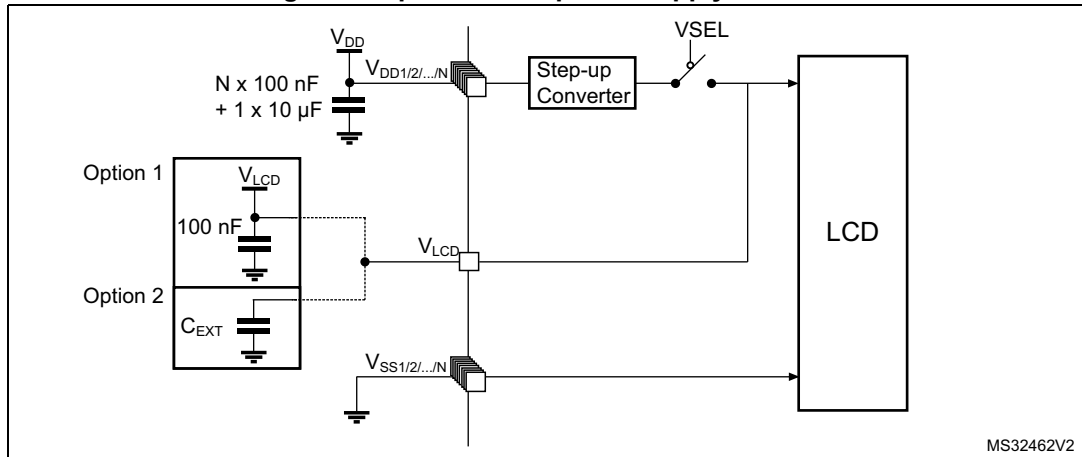 VSEL
VDD
VDD1/2/.../N
Step-up
Converter
N x 100 nF
+ 1 x 10 µF
Option 1
VLCD
100 nF
VLCD
LCD
Option 2
CEXT
VSS1/2/.../N
MS32462V2